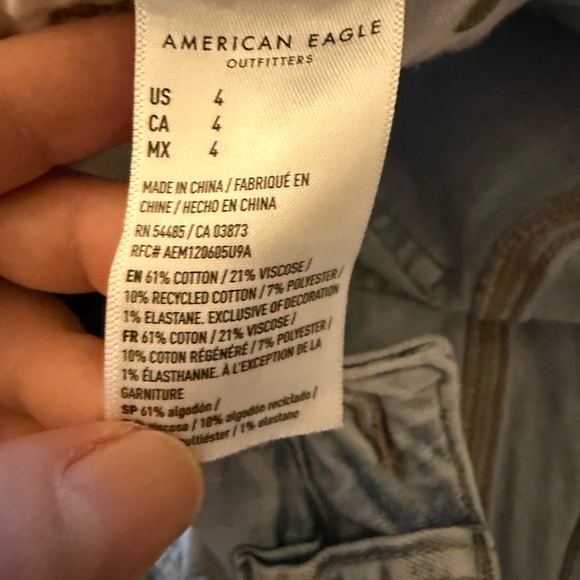 AMERICAN EAGLE
OUTFITTERS
US 4
CA 4
MX 4
MADE IN CHINA / FABRIQUÉ EN
CHINE / HECHO EN CHINA
RN 54485 / CA 03873
RFC# AEM120605U9A
EN 61% COTTON / 21% VISCOSE /
10% RECYCLED COTTON / 7% POLYESTER /
1% ELASTANE. EXCLUSIVE OF DECORATION
FR 61% COTON / 21% VISCOSE /
10% COTON RÉGÉNÉRÉ / 7% POLYESTER /
1% ÉLASTHANNE. À L'EXCEPTION DE LA
GARNITURE
SP 61% algodón /
viscosa / 10% algodón reciclado /
/ 1% elastano